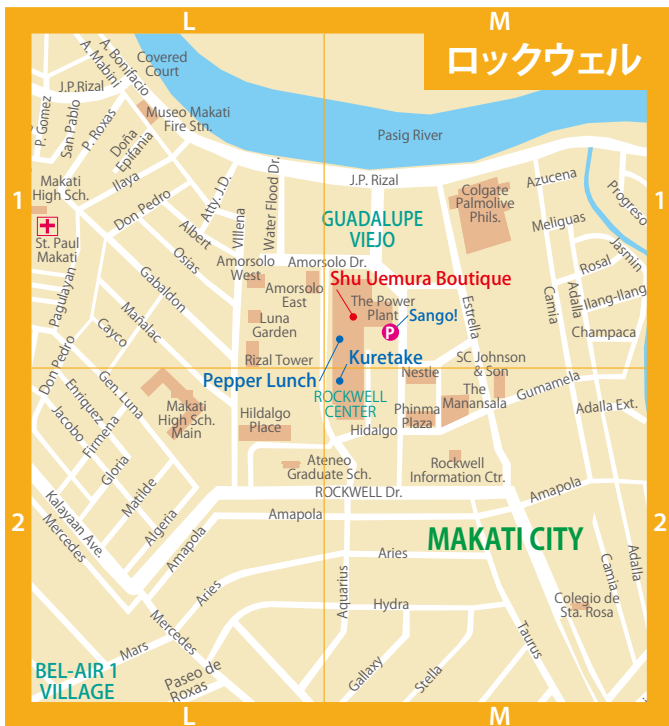 L
M
ロックウェル
Covered
Court
A. Bonifacio
A. Mabini
J.P.Rizal
P. Gomez
San Pablo
P. Roxas
Doña
Epifania
Museo Makati
Fire Stn.
Pasig River
1
1
Makati
High Sch.
Ilaya
Atty. J.D.
Water Flood Dr.
J.P. Rizal
Colgate
Palmolive
Phils.
Azucena
Progreso
St. Paul
Makati
Don Pedro
Albert
Villena
GUADALUPE
VIEJO
Meliguas
Jasmin
Osias
Amorsolo
West
Amorsolo Dr.
Rosal
Pagulayan
Gabaldon
Amorsolo
East
Shu Uemura Boutique
The Power
Plant
Estrella
Camia
Adalla
Ilang-Ilang
Mañalac
Cayco
Luna
Garden
P
Sango!
Champaca
Don Pedro
Rizal Tower
Pepper Lunch
Kuretake
Nestle
SC Johnson
& Son
Gumamela
Gen. Luna
Enriquez
Firmena
Jacobo
Makati
High Sch.
Main
Hildalgo
Place
ROCKWELL
CENTER
Phinma
Plaza
The
Manansala
Adalla Ext.
Hidalgo
Gloria
Matilde
Ateneo
Graduate Sch.
Rockwell
Information Ctr.
Kalayaan Ave.
Mercedes
Algeria
ROCKWELL Dr.
Amapola
2
2
Amapola
Amapola
MAKATI CITY
Aries
Aries
Camia
Adalla
Aquarius
Hydra
Colegio de
Sta. Rosa
Mercedes
Mars
Taurus
Paseo de
Roxas
Gallaxy
Stella
BEL-AIR 1
VILLAGE
L
M